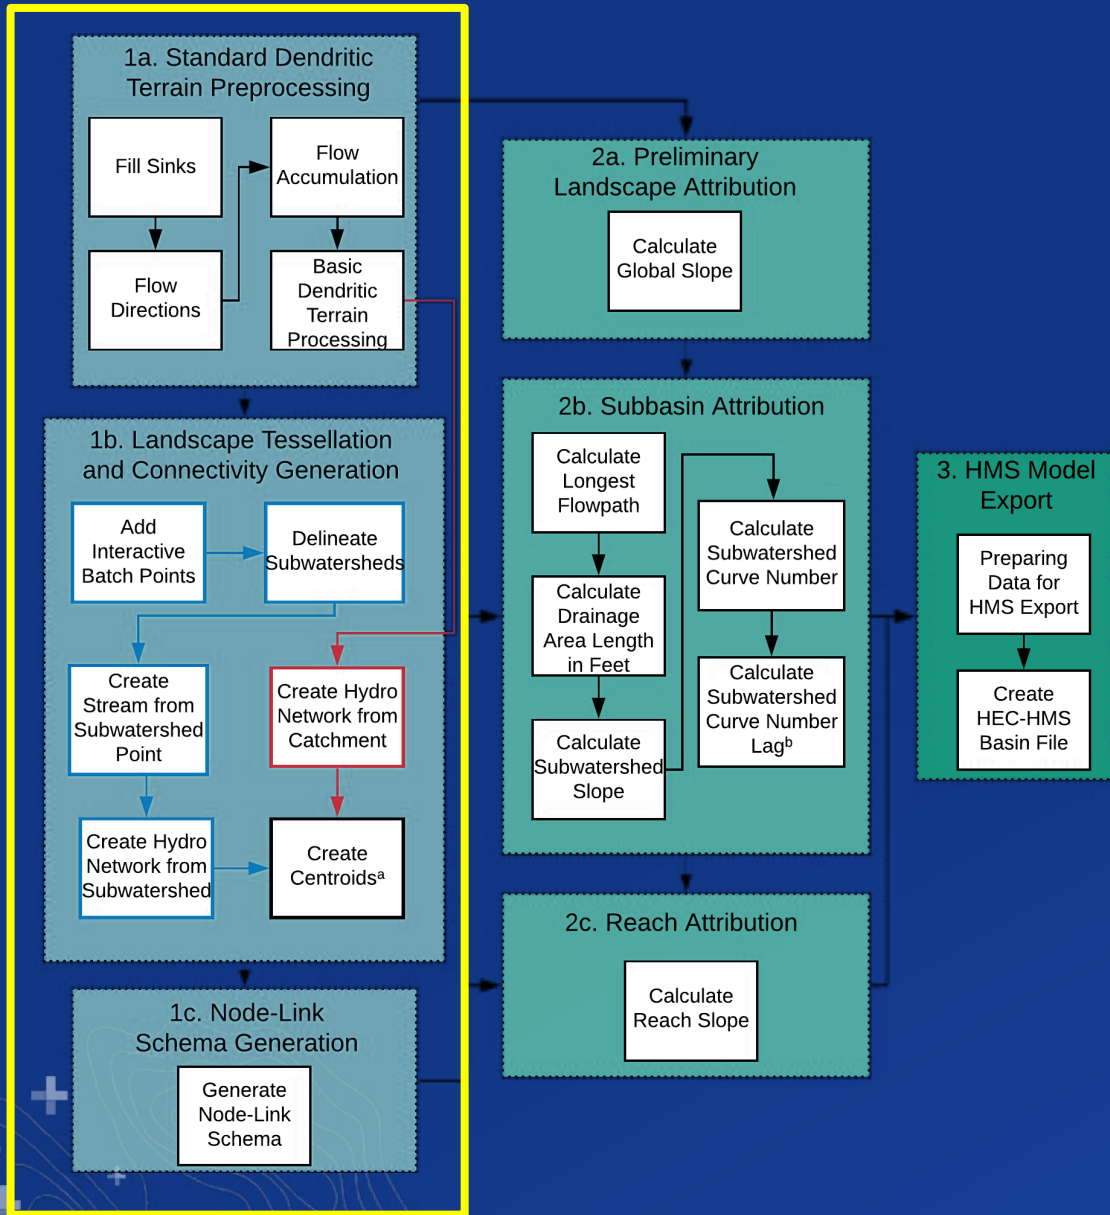 1a. Standard Dendritic
Terrain Preprocessing
Fill Sinks
Flow
Directions
Flow
Accumulation
Basic
Dendritic
Terrain
Processing
1b. Landscape Tessellation
and Connectivity Generation
Add
Interactive
Batch Points
Delineate
Subwatersheds
Create
Stream from
Subwatershed
Point
Create Hydro
Network from
Subwatershed
Create Hydro
Network from
Catchment
Create
Centroidsᵃ
1c. Node-Link
Schema Generation
Generate
Node-Link
Schema
2a. Preliminary
Landscape Attribution
Calculate
Global Slope
2b. Subbasin Attribution
Calculate
Longest
Flowpath
Calculate
Drainage
Area Length
in Feet
Calculate
Subwatershed
Slope
Calculate
Subwatershed
Curve Number
Calculate
Subwatershed
Curve Number
Lagᵇ
2c. Reach Attribution
Calculate
Reach Slope
3. HMS Model
Export
Preparing
Data for
HMS Export
Create
HEC-HMS
Basin File